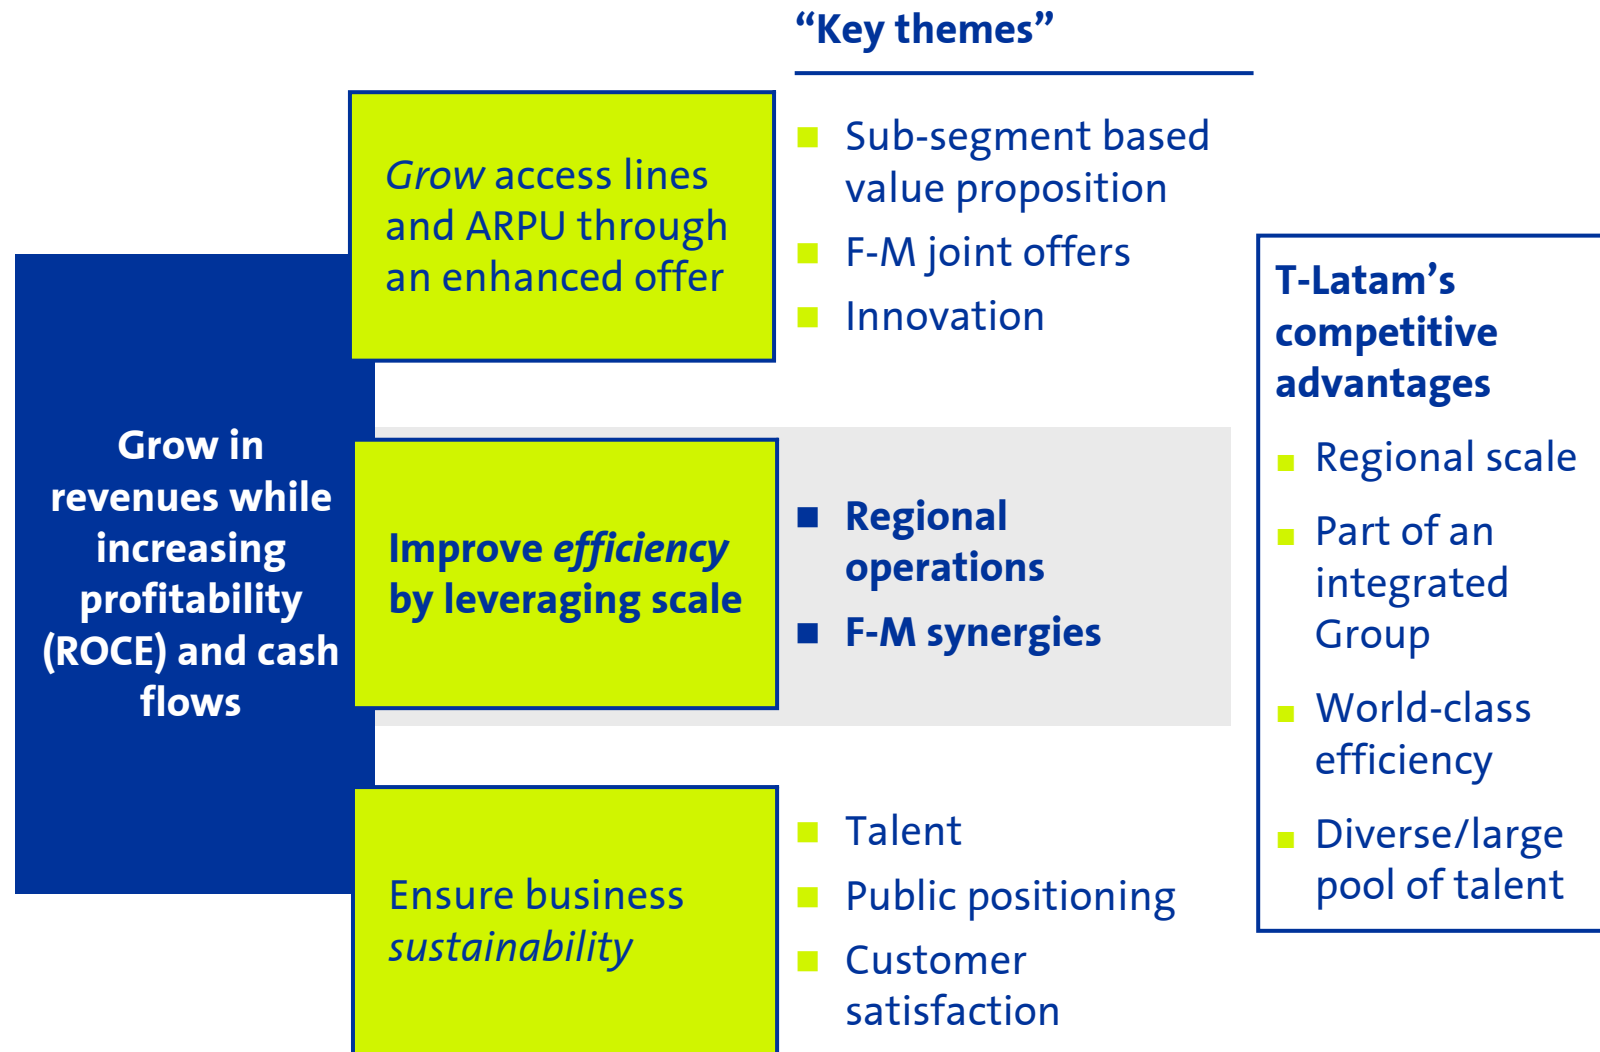 “Key themes”
Grow access lines
and ARPU through
an enhanced offer
Sub-segment based
value proposition
F-M joint offers
Innovation
Grow in
revenues while
increasing
profitability
(ROCE) and cash
flows
Improve efficiency
by leveraging scale
Regional
operations
F-M synergies
Ensure business
sustainability
Talent
Public positioning
Customer
satisfaction
T-Latam’s
competitive
advantages
Regional scale
Part of an
integrated
Group
World-class
efficiency
Diverse/large
pool of talent